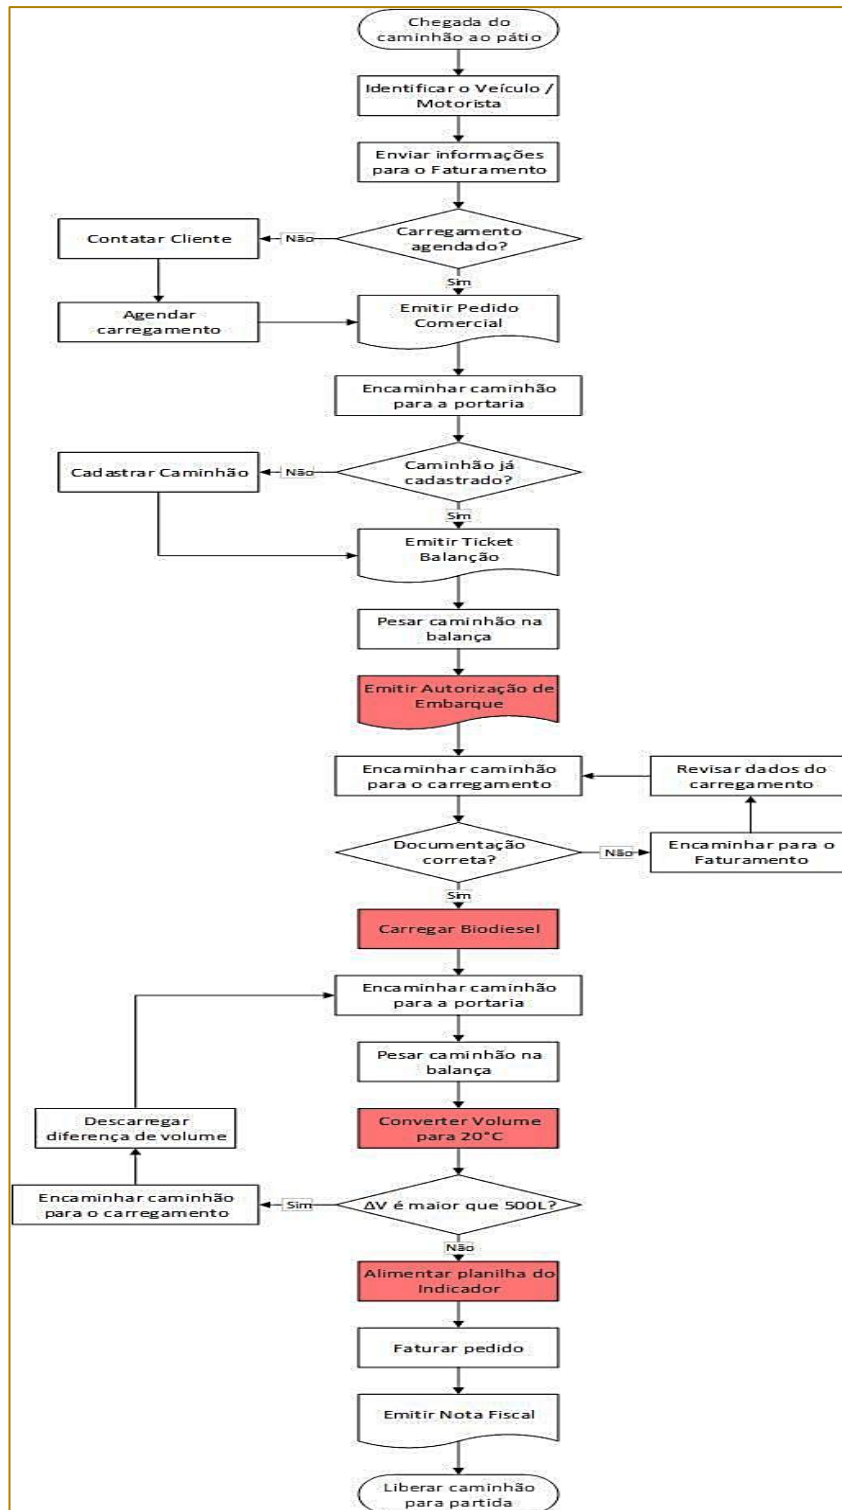 Chegada do
caminhão ao pátio
Identificar o Veículo /
Motorista
Enviar informações
para o Faturamento
Carregamento
agendado?
Não
Contatar Cliente
Agendar
carregamento
Sim
Emitir Pedido
Comercial
Encaminhar caminhão
para a portaria
Caminhão já
cadastrado?
Não
Cadastrar Caminhão
Sim
Emitir Ticket
Balanção
Pesar caminhão na
balança
Emitir Autorização de
Embarque
Encaminhar caminhão
para o carregamento
Revisar dados do
carregamento
Documentação
correta?
Não
Encaminhar para o
Faturamento
Sim
Carregar Biodiesel
Encaminhar caminhão
para a portaria
Pesar caminhão na
balança
Converter Volume
para 20°C
Descarregar
diferença de volume
Encaminhar caminhão
para o carregamento
Sim
ΔV é maior que 500L?
Não
Alimentar planilha do
Indicador
Faturar pedido
Emitir Nota Fiscal
Liberar caminhão
para partida